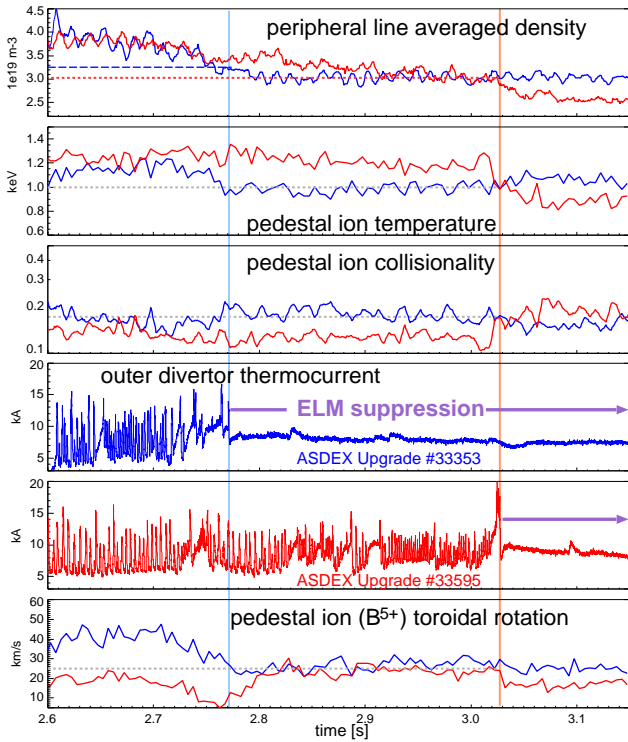 peripheral line averaged density
4.5
4.0
3.5
3.0
2.5
1e19 m-3
1.4
1.2
1.0
0.8
0.6
keV
pedestal ion temperature
pedestal ion collisionality
0.4
0.3
0.2
0.1
outer divertor thermocurrent
20
15
10
5
kA
ELM suppression
ASDEX Upgrade #33353
20
15
10
5
kA
ASDEX Upgrade #33595
pedestal ion (B5+) toroidal rotation
60
50
40
30
20
10
km/s
2.6 2.7 2.8 2.9 3.0 3.1
time [s]